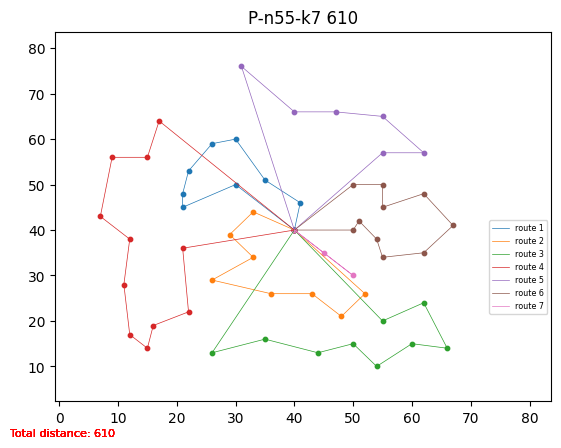 P-n55-k7 610
80
70
60
50
40
30
20
10
0 10 20 30 40 50 60 70 80
route 1
route 2
route 3
route 4
route 5
route 6
route 7
Total distance: 610